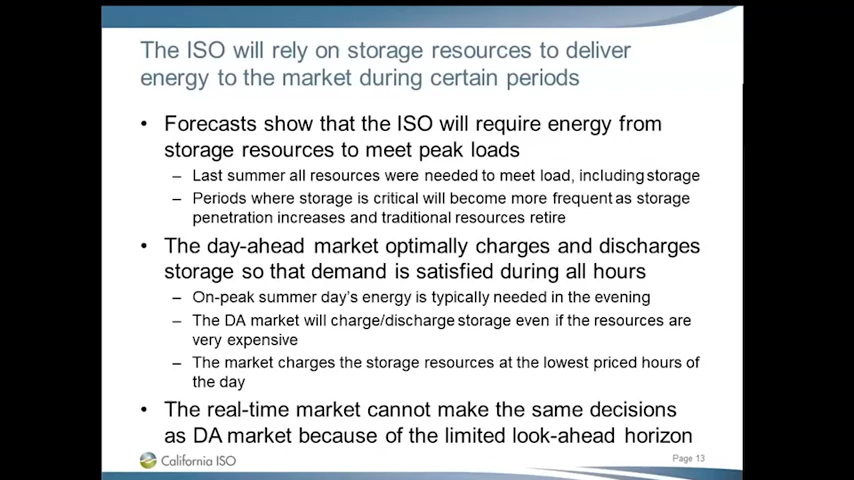 The ISO will rely on storage resources to deliver
energy to the market during certain periods
• Forecasts show that the ISO will require energy from
storage resources to meet peak loads
– Last summer all resources were needed to meet load, including storage
– Periods where storage is critical will become more frequent as storage
penetration increases and traditional resources retire
• The day-ahead market optimally charges and discharges
storage so that demand is satisfied during all hours
– On-peak summer day's energy is typically needed in the evening
– The DA market will charge/discharge storage even if the resources are
very expensive
– The market charges the storage resources at the lowest priced hours of
the day
• The real-time market cannot make the same decisions
as DA market because of the limited look-ahead horizon
California ISO
Page 13